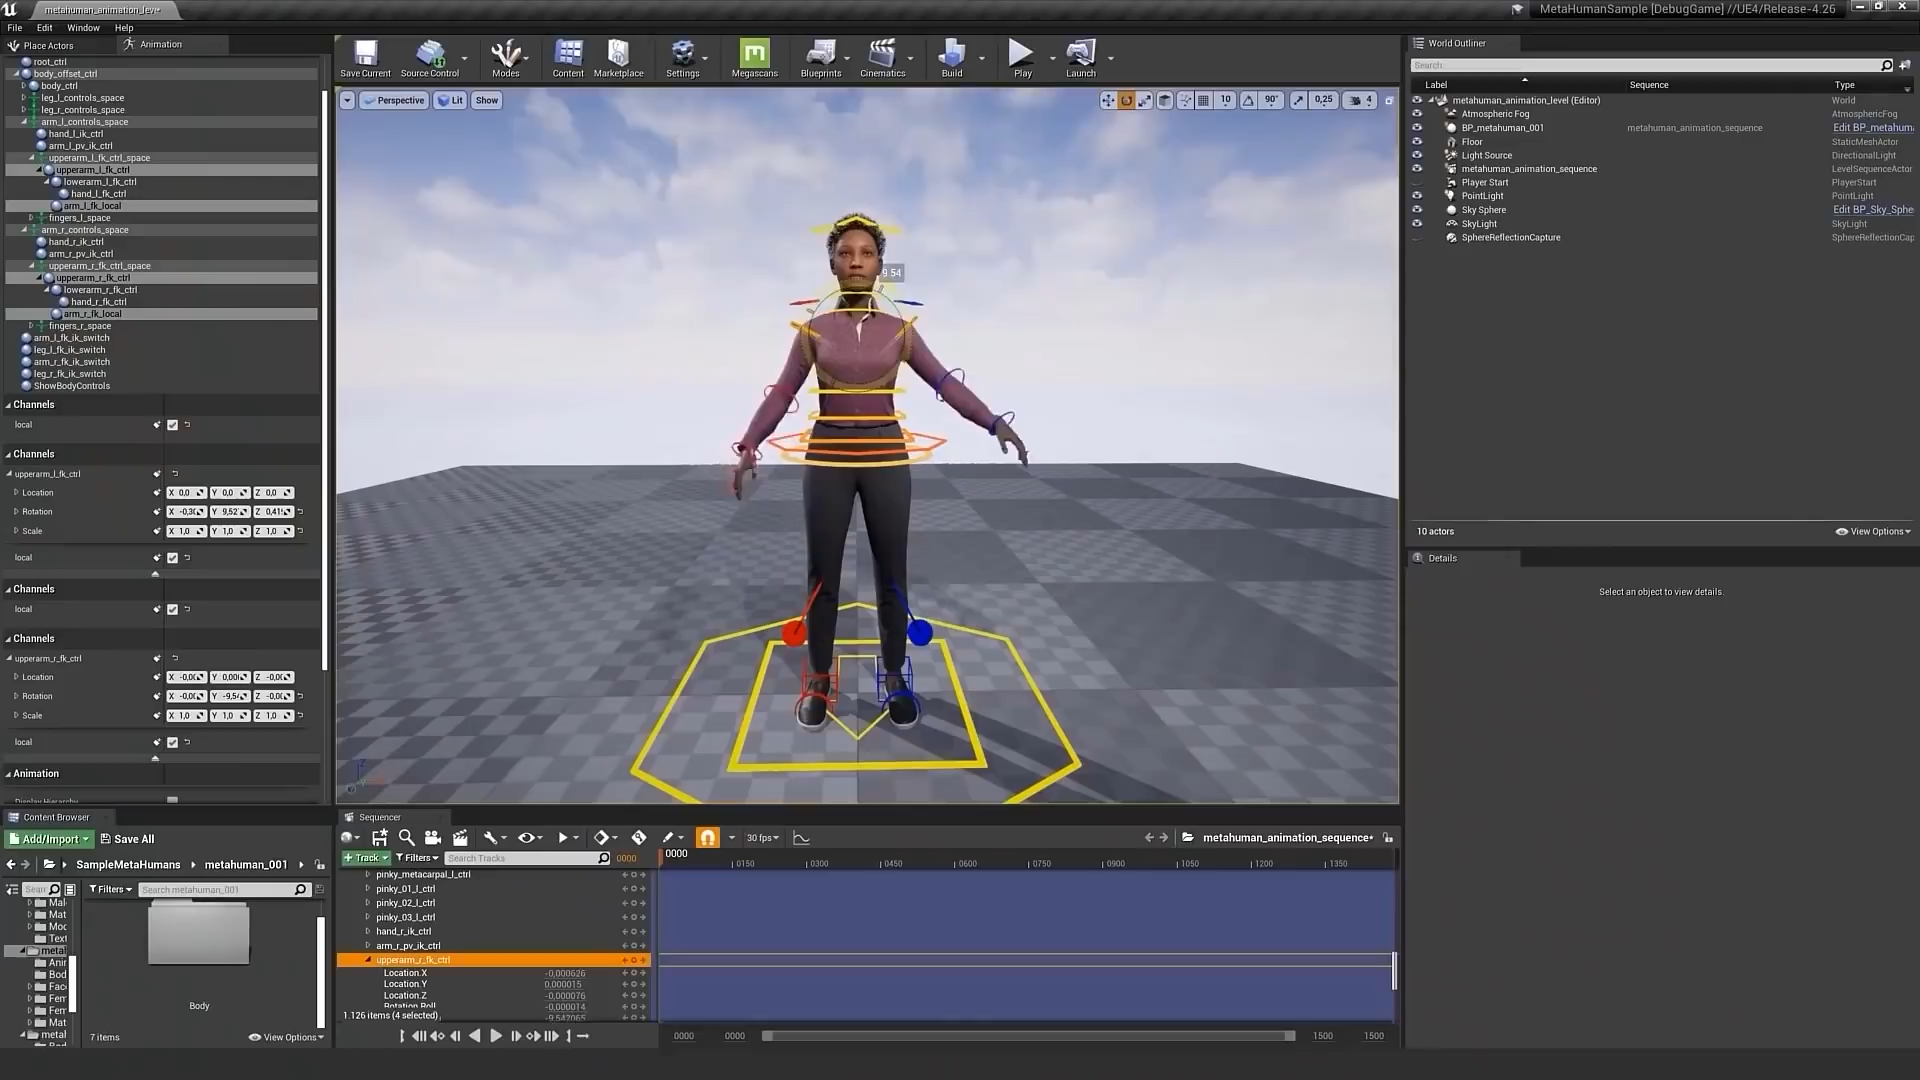 metahuman_animation_leve*
MetaHumanSample [DebugGame] //UE4/Release-4.26
File Edit Window Help
Place Actors Animation
root_ctrl
body_offset_ctrl
body_ctrl
leg_l_controls_space
leg_r_controls_space
arm_l_controls_space
hand_l_ik_ctrl
arm_l_pv_ik_ctrl
upperarm_l_fk_ctrl_space
upperarm_l_fk_ctrl
lowerarm_l_fk_ctrl
hand_l_fk_ctrl
arm_l_fk_local
fingers_l_space
arm_r_controls_space
hand_r_ik_ctrl
arm_r_pv_ik_ctrl
upperarm_r_fk_ctrl_space
upperarm_r_fk_ctrl
lowerarm_r_fk_ctrl
hand_r_fk_ctrl
arm_r_fk_local
fingers_r_space
arm_l_fk_ik_switch
leg_l_fk_ik_switch
arm_r_fk_ik_switch
leg_r_fk_ik_switch
ShowBodyControls
Channels
local
Channels
upperarm_l_fk_ctrl
Location X 0,0 Y 0,0 Z 0,0
Rotation X -0,30 Y 9,52 Z 0,41
Scale X 1,0 Y 1,0 Z 1,0
local
Channels
local
Channels
upperarm_r_fk_ctrl
Location X -0,00 Y 0,00 Z -0,00
Rotation X -0,00 Y -9,54 Z -0,00
Scale X 1,0 Y 1,0 Z 1,0
local
Animation
Display Hierarchy
Save Current Source Control Modes Content Marketplace Settings Megascans Blueprints Cinematics Build Play Launch
Perspective Lit Show
10 90° 0,25 4
9 54
World Outliner
Search
Label Sequence Type
metahuman_animation_level (Editor) World
Atmospheric Fog AtmosphericFog
BP_metahuman_001 metahuman_animation_sequence Edit BP_metahum
Floor StaticMeshActor
Light Source DirectionalLight
metahuman_animation_sequence LevelSequenceActor
Player Start PlayerStart
PointLight PointLight
Sky Sphere Edit BP_Sky_Sphe
SkyLight SkyLight
SphereReflectionCapture SphereReflectionCap
10 actors View Options
Details
Select an object to view details.
Content Browser
Add/Import Save All
SampleMetaHumans metahuman_001
Filters Search metahuman_001
Mal
Mat
Mod
Text
metal
Anir
Bod
Face
Fem
Fem
Mat
metal
Body
7 items View Options
Sequencer
30 fps metahuman_animation_sequence*
Track Filters Search Tracks 0000
0000 0150 0300 0450 0600 0750 0900 1050 1200 1350
pinky_metacarpal_l_ctrl
pinky_01_l_ctrl
pinky_02_l_ctrl
pinky_03_l_ctrl
hand_r_ik_ctrl
arm_r_pv_ik_ctrl
upperarm_r_fk_ctrl
Location.X -0,000626
Location.Y 0,000015
Location.Z -0,000076
Rotation.Roll -0,000014
1.126 items (4 selected) -9,542065
0000 0000 1500 1500